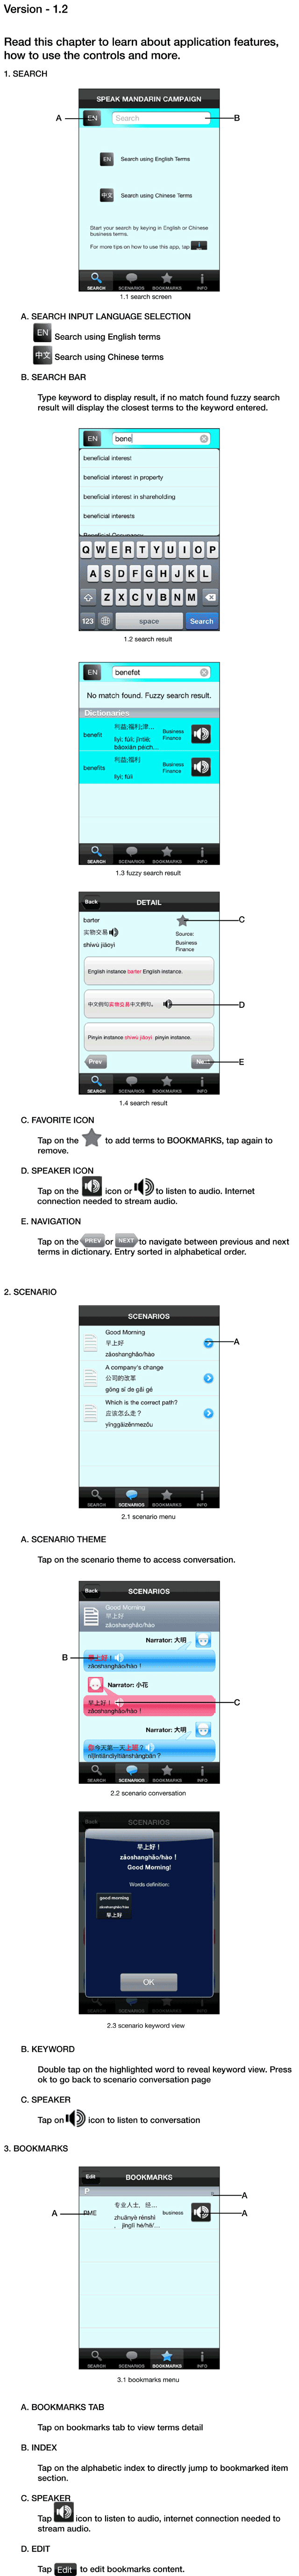 Version - 1.2
Read this chapter to learn about application features,
how to use the controls and more.
1. SEARCH
SPEAK MANDARIN CAMPAIGN
A
EN
Search
B
EN
Search using English Terms
中文
Search using Chinese Terms
Start your search by keying in English or Chinese
business terms.
For more tips on how to use this app, tap
SEARCH
SCENARIOS
BOOKMARKS
INFO
1.1 search screen
A. SEARCH INPUT LANGUAGE SELECTION
EN Search using English terms
中文 Search using Chinese terms
B. SEARCH BAR
Type keyword to display result, if no match found fuzzy search
result will display the closest terms to the keyword entered.
EN
bene
beneficial interest
beneficial interest in property
beneficial interest in shareholding
beneficial interests
Beneficial Occupancy
Q W E R T Y U I O P
A S D F G H J K L
Z X C V B N M
123
space
Search
1.2 search result
EN
benefet
No match found. Fuzzy search result.
Dictionaries
benefit
利益;福利;津...
lìyì; fúlì; jīntiē;
bǎoxiǎn péich...
Business
Finance
benefits
利益;福利
lìyì; fúlì
Business
Finance
SEARCH
SCENARIOS
BOOKMARKS
INFO
1.3 fuzzy search result
Back
DETAIL
barter
C
实物交易
Source:
Business
Finance
shíwù jiāoyì
English instance barter English instance.
中文例句实物交易中文例句。
D
Pinyin instance shíwù jiāoyì pinyin instance.
Prev
Next
E
SEARCH
SCENARIOS
BOOKMARKS
INFO
1.4 search result
C. FAVORITE ICON
Tap on the to add terms to BOOKMARKS, tap again to
remove.
D. SPEAKER ICON
Tap on the icon or to listen to audio. Internet
connection needed to stream audio.
E. NAVIGATION
Tap on the PREV or NEXT to navigate between previous and next
terms in dictionary. Entry sorted in alphabetical order.
2. SCENARIO
SCENARIOS
Good Morning
早上好
zǎoshanghǎo/hào
A
A company's change
公司的改革
gōng sī de gǎi gé
Which is the correct path?
应该怎么走？
yīnggāizěnmezǒu
SEARCH
SCENARIOS
BOOKMARKS
INFO
2.1 scenario menu
A. SCENARIO THEME
Tap on the scenario theme to access conversation.
Back
SCENARIOS
Good Morning
早上好
zǎoshanghǎo/hào
Narrator: 大明
B
早上好！
zǎoshanghǎo/hào！
Narrator: 小花
早上好！
C
zǎoshanghǎo/hào！
Narrator: 大明
你今天第一天上班？
nǐjīntiāndìyītiānshàngbān？
SEARCH
SCENARIOS
BOOKMARKS
INFO
2.2 scenario conversation
Back
SCENARIOS
早上好！
zǎoshanghǎo/hào！
Good Morning!
Words definition:
good morning
zǎoshanghǎo/hào
早上好
OK
SEARCH
SCENARIOS
BOOKMARKS
INFO
2.3 scenario keyword view
B. KEYWORD
Double tap on the highlighted word to reveal keyword view. Press
ok to go back to scenario conversation page
C. SPEAKER
Tap on icon to listen to conversation
3. BOOKMARKS
Edit
BOOKMARKS
P
A
A
PME
专业人士，经...
zhuānyè rénshì
， jīnglǐ hé/hè/...
business
A
SEARCH
SCENARIOS
BOOKMARKS
INFO
3.1 bookmarks menu
A. BOOKMARKS TAB
Tap on bookmarks tab to view terms detail
B. INDEX
Tap on the alphabetic index to directly jump to bookmarked item
section.
C. SPEAKER
Tap icon to listen to audio, internet connection needed to
stream audio.
D. EDIT
Tap Edit to edit bookmarks content.